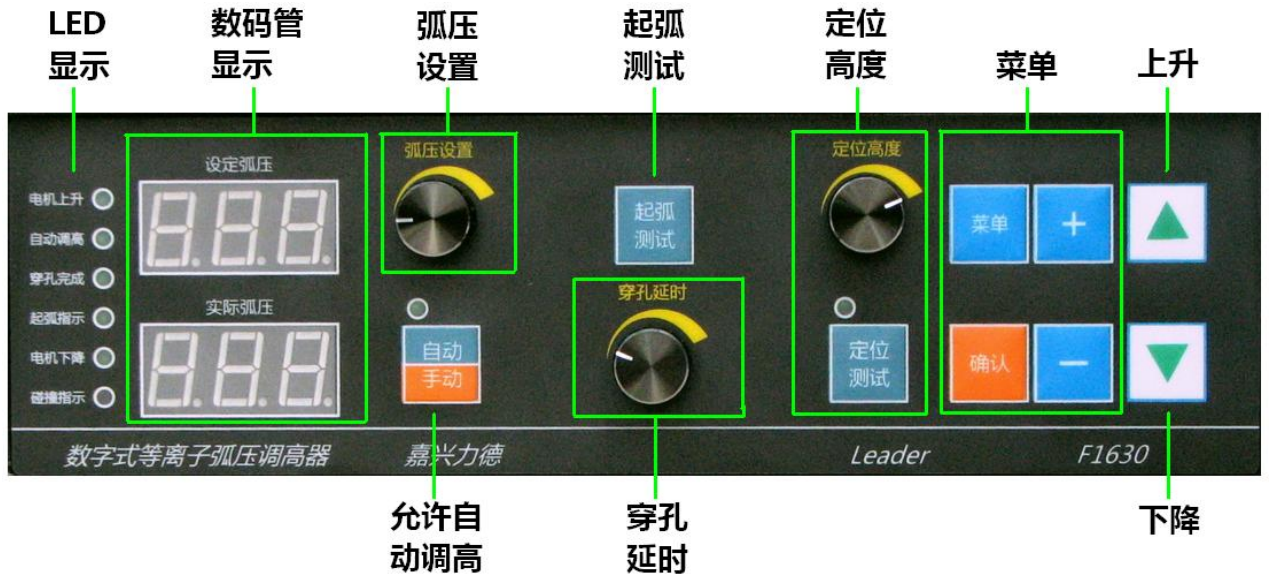 LED
显示
数码管
显示
弧压
设置
起弧
测试
定位
高度
菜单
上升
设定弧压
弧压设置
定位高度
电机上升
自动调高
穿孔完成
起弧指示
电机下降
碰撞指示
实际弧压
起弧
测试
穿孔延时
菜单
+
自动
手动
定位
测试
确认
−
数字式等离子弧压调高器
嘉兴力德
Leader
F1630
允许自
动调高
穿孔
延时
下降